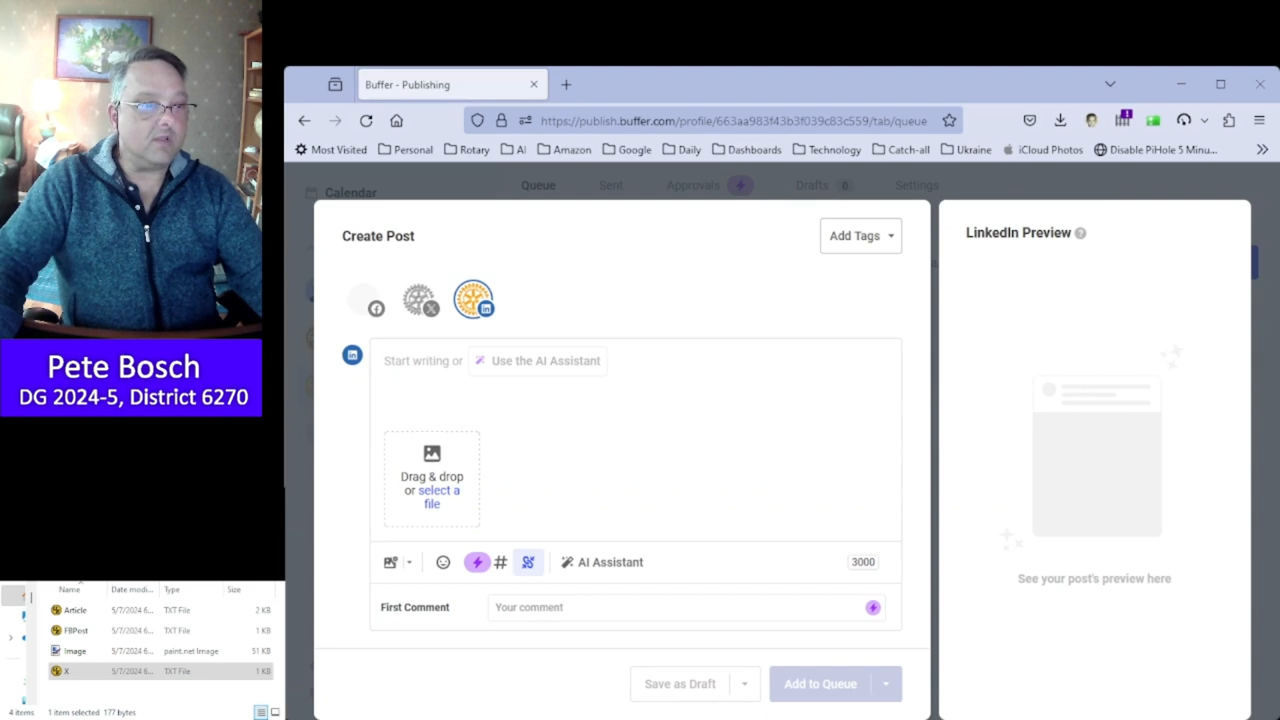 Buffer - Publishing
https://publish.buffer.com/profile/663aa983f43b3f039c83c559/tab/queue
Most Visited Personal Rotary AI Amazon Google Daily Dashboards Technology Catch-all Ukraine iCloud Photos Disable PiHole 5 Minu...
Calendar Queue Sent Approvals Drafts 0 Settings
Create Post
Add Tags
LinkedIn Preview
Start writing or Use the AI Assistant
Drag & drop
or select a
file
AI Assistant
3000
First Comment
Your comment
See your post's preview here
Save as Draft
Add to Queue
Pete Bosch
DG 2024-5, District 6270
Name Date modi... Type Size
Article 5/7/2024 6... TXT File 2 KB
FBPost 5/7/2024 6... TXT File 1 KB
Image 5/7/2024 6... paint.net Image 51 KB
X 5/7/2024 6... TXT File 1 KB
4 items 1 item selected 177 bytes